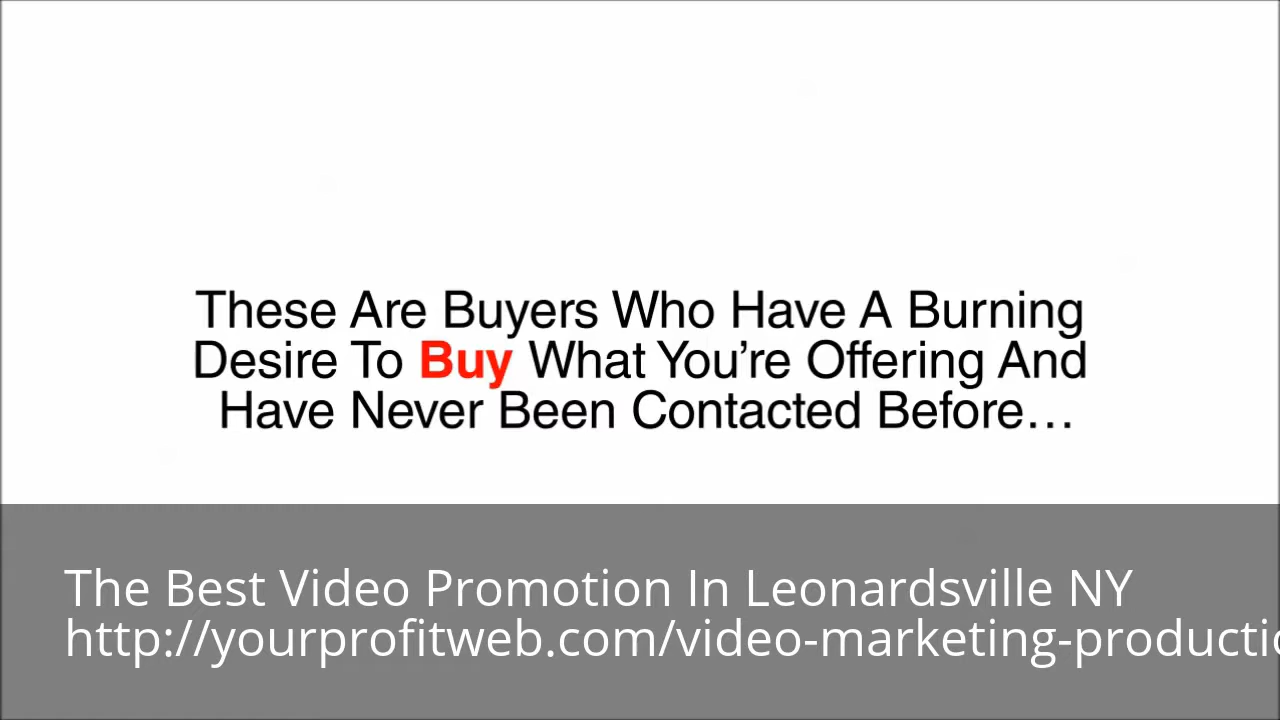 These Are Buyers Who Have A Burning
Desire To Buy What You’re Offering And
Have Never Been Contacted Before…
The Best Video Promotion In Leonardsville NY
http://yourprofitweb.com/video-marketing-productio